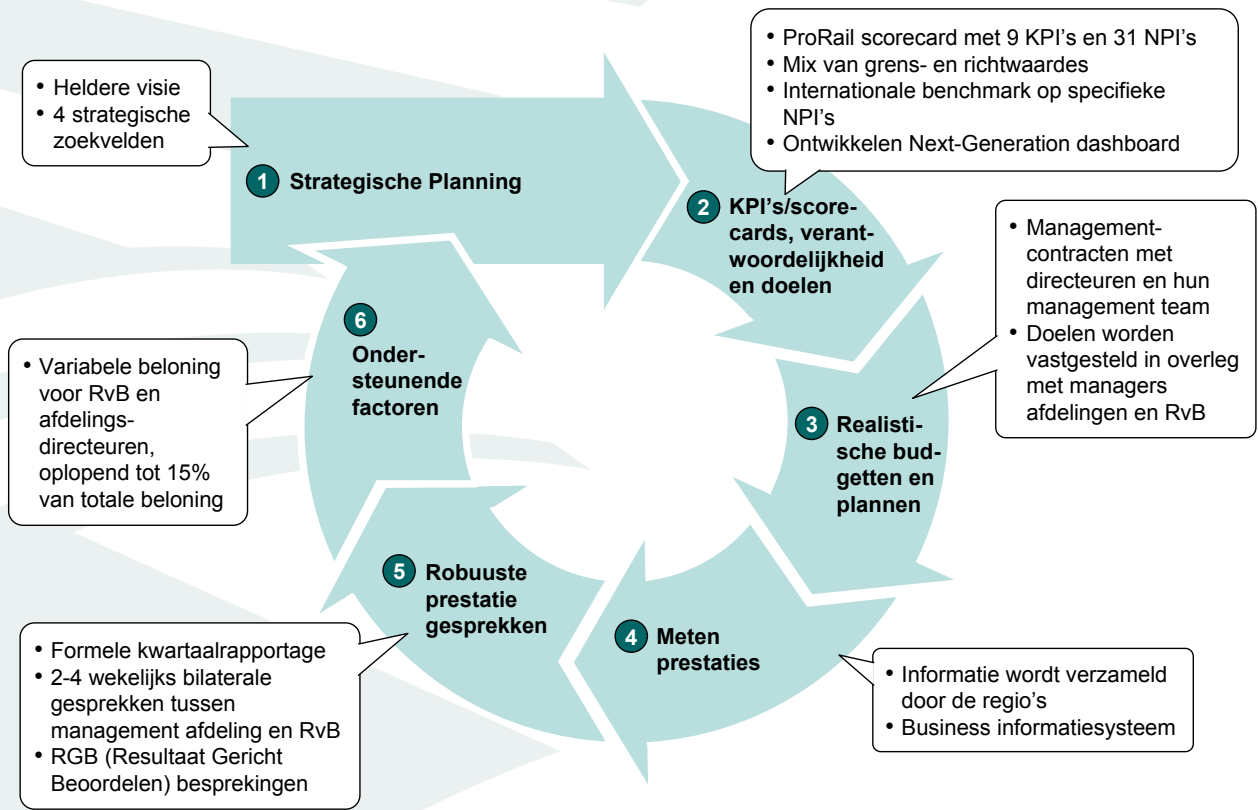 • Heldere visie
• 4 strategische
zoekvelden
1 Strategische Planning
• ProRail scorecard met 9 KPI's en 31 NPI's
• Mix van grens- en richtwaardes
• Internationale benchmark op specifieke
NPI's
• Ontwikkelen Next-Generation dashboard
2 KPI's/score-
cards, verant-
woordelijkheid
en doelen
• Management-
contracten met
directeuren en hun
management team
• Doelen worden
vastgesteld in overleg
met managers
afdelingen en RvB
3 Realisti-
sche bud-
getten en
plannen
4 Meten
prestaties
• Informatie wordt verzameld
door de regio's
• Business informatiesysteem
5 Robuuste
prestatie
gesprekken
• Formele kwartaalrapportage
• 2-4 wekelijks bilaterale
gesprekken tussen
management afdeling en RvB
• RGB (Resultaat Gericht
Beoordelen) besprekingen
6
Onder-
steunende
factoren
• Variabele beloning
voor RvB en
afdelings-
directeuren,
oplopend tot 15%
van totale beloning